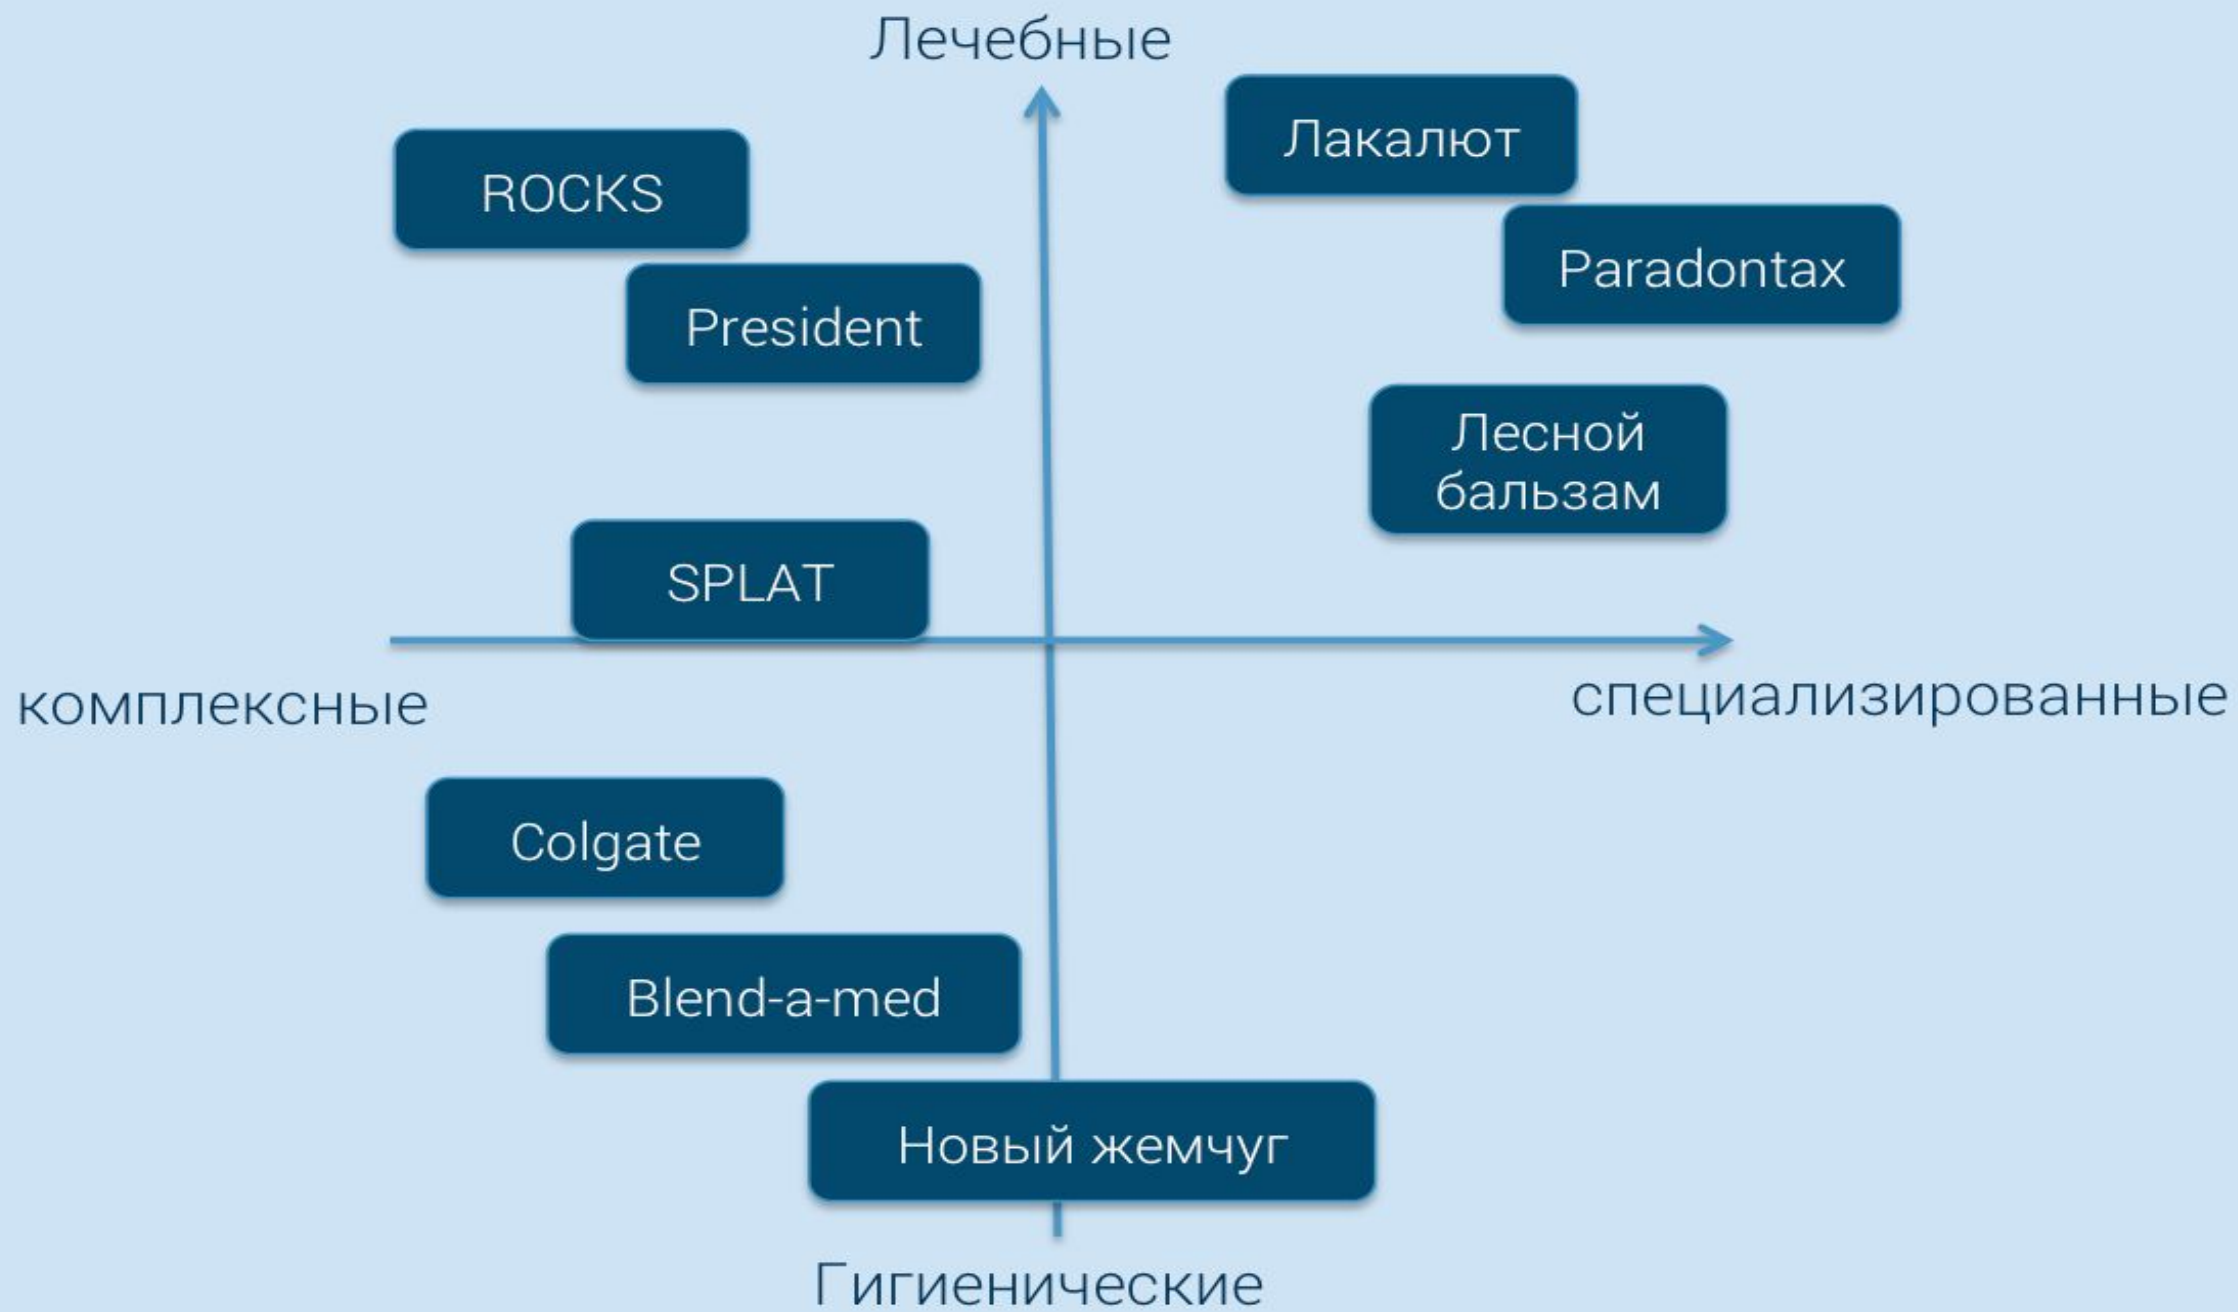 Лечебные
Лакалют
ROCKS
Paradontax
President
Лесной
бальзам
SPLAT
комплексные
специализированные
Colgate
Blend-a-med
Новый жемчуг
Гигиенические